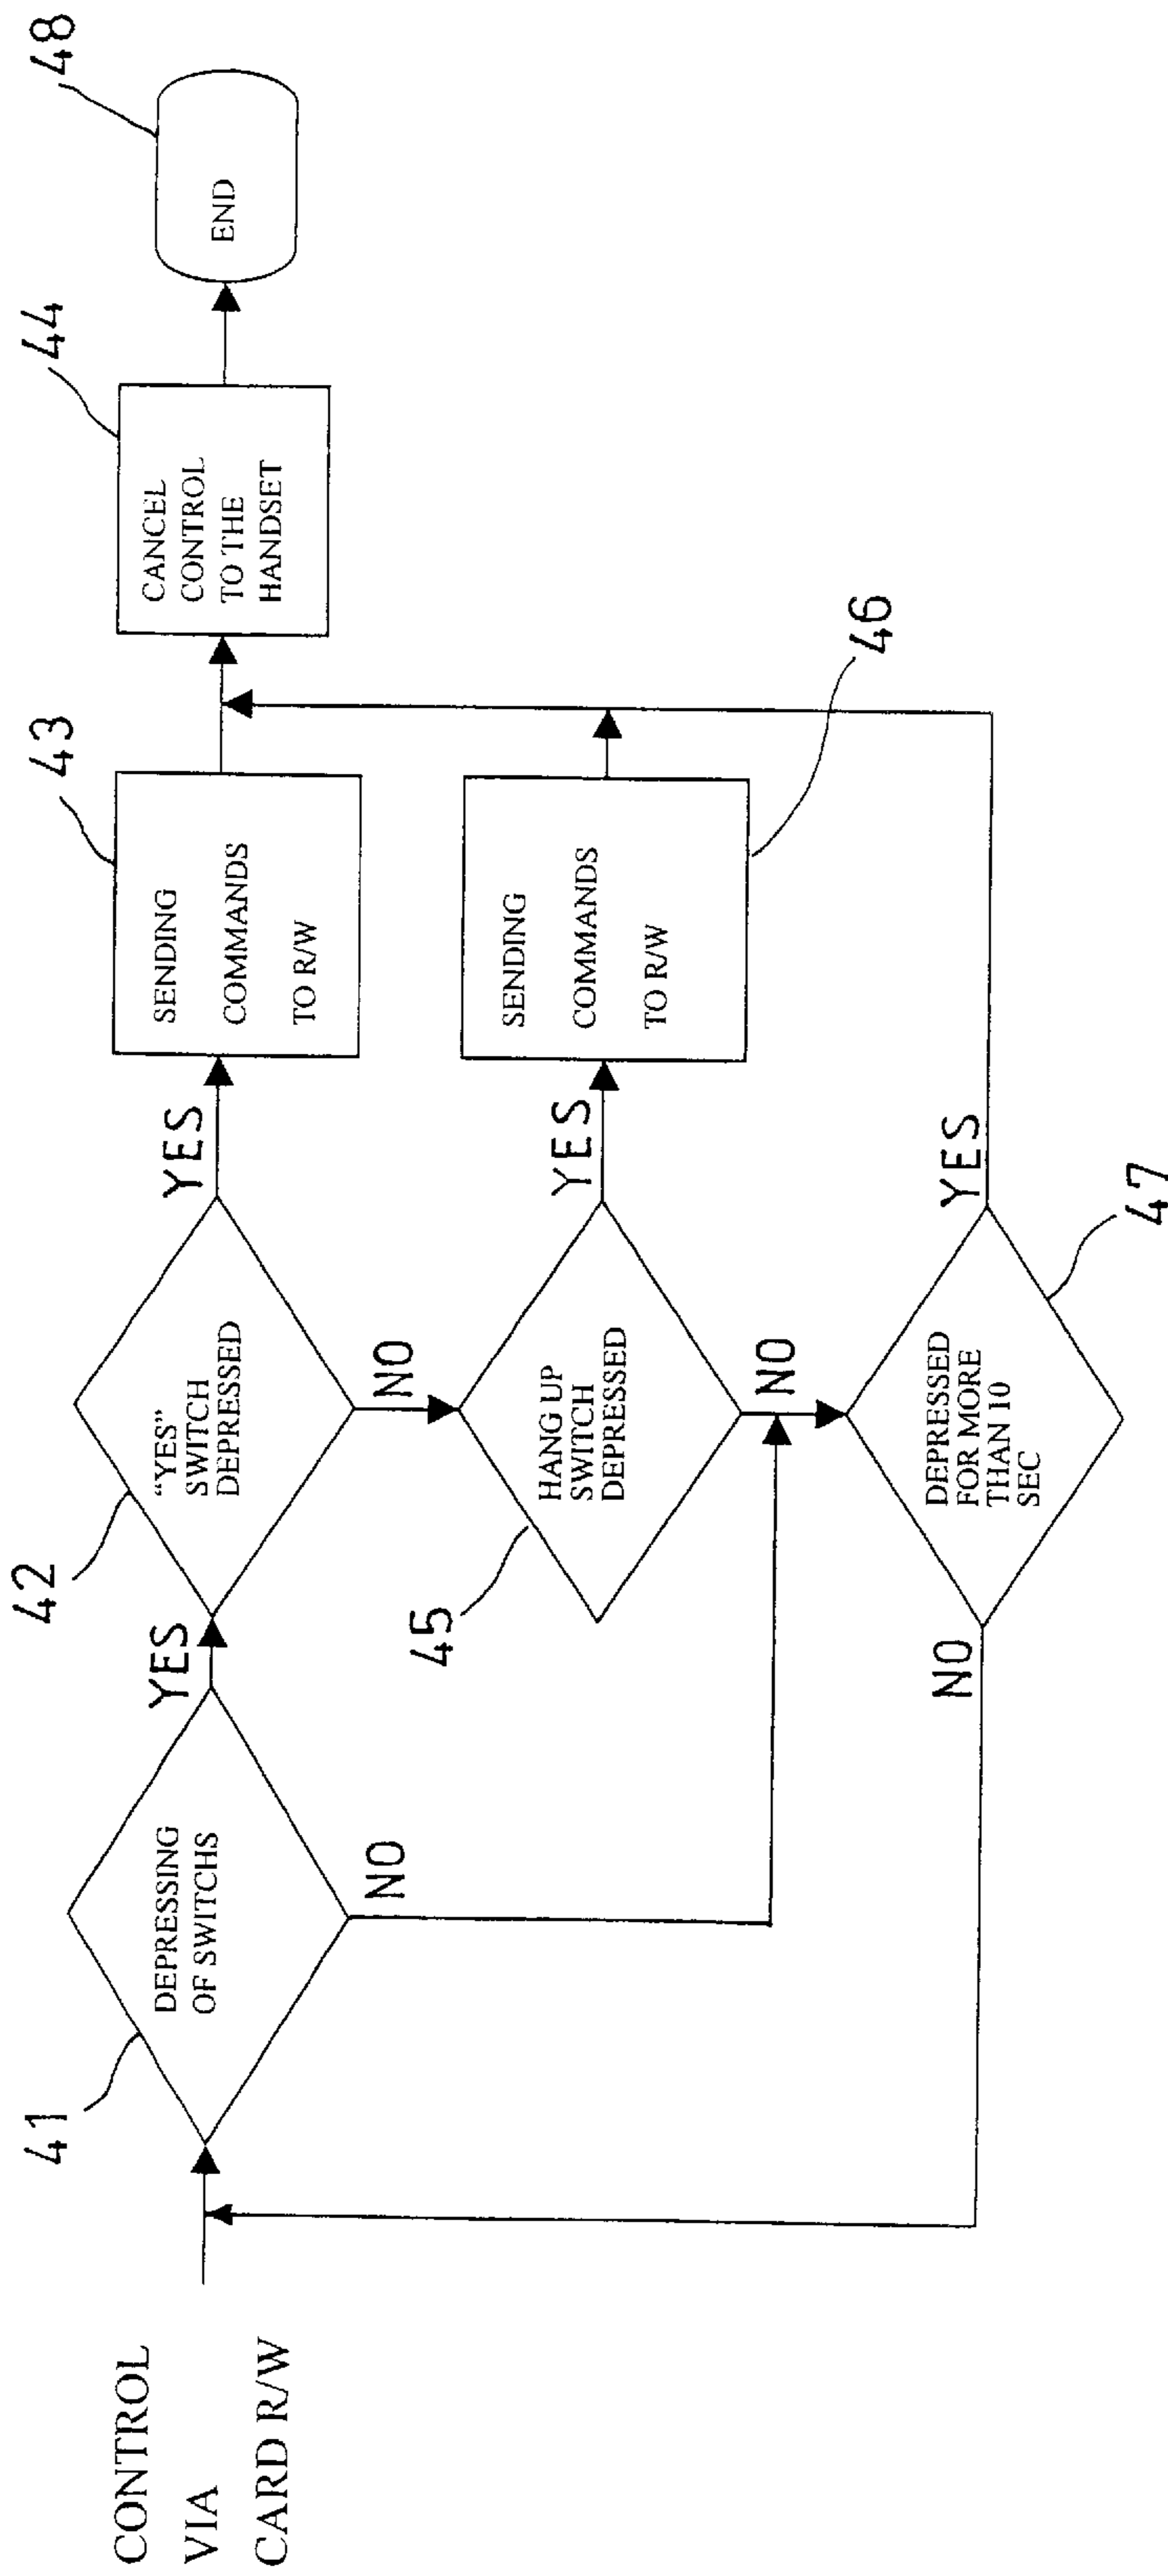 CONTROL
VIA
CARD R/W
41
DEPRESSING
OF SWITCHS
YES
NO
42
“YES”
SWITCH
DEPRESSED
YES
NO
43
SENDING
COMMANDS
TO R/W
44
CANCEL
CONTROL
TO THE
HANDSET
48
END
45
HANG UP
SWITCH
DEPRESSED
YES
NO
46
SENDING
COMMANDS
TO R/W
47
DEPRESSED
FOR MORE
THAN 10
SEC
YES
NO